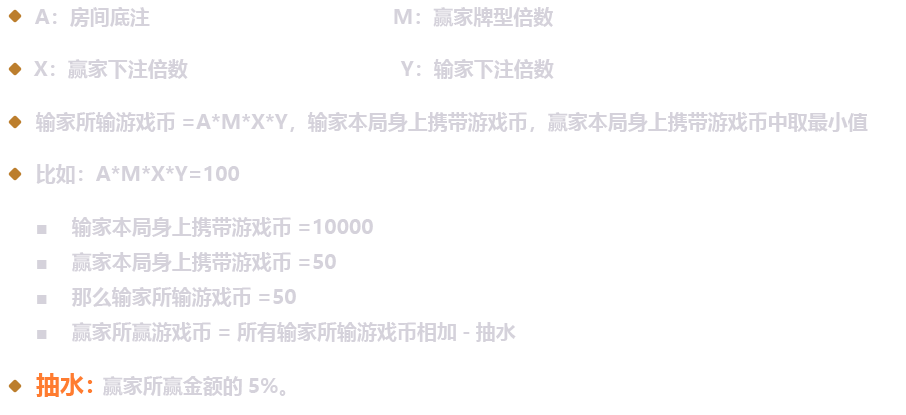 A：房间底注 M：赢家牌型倍数
X：赢家下注倍数 Y：输家下注倍数
输家所输游戏币 =A*M*X*Y，输家本局身上携带游戏币，赢家本局身上携带游戏币中取最小值
比如：A*M*X*Y=100
输家本局身上携带游戏币 =10000
赢家本局身上携带游戏币 =50
那么输家所输游戏币 =50
赢家所赢游戏币 = 所有输家所输游戏币相加 - 抽水
抽水：赢家所赢金额的 5%。